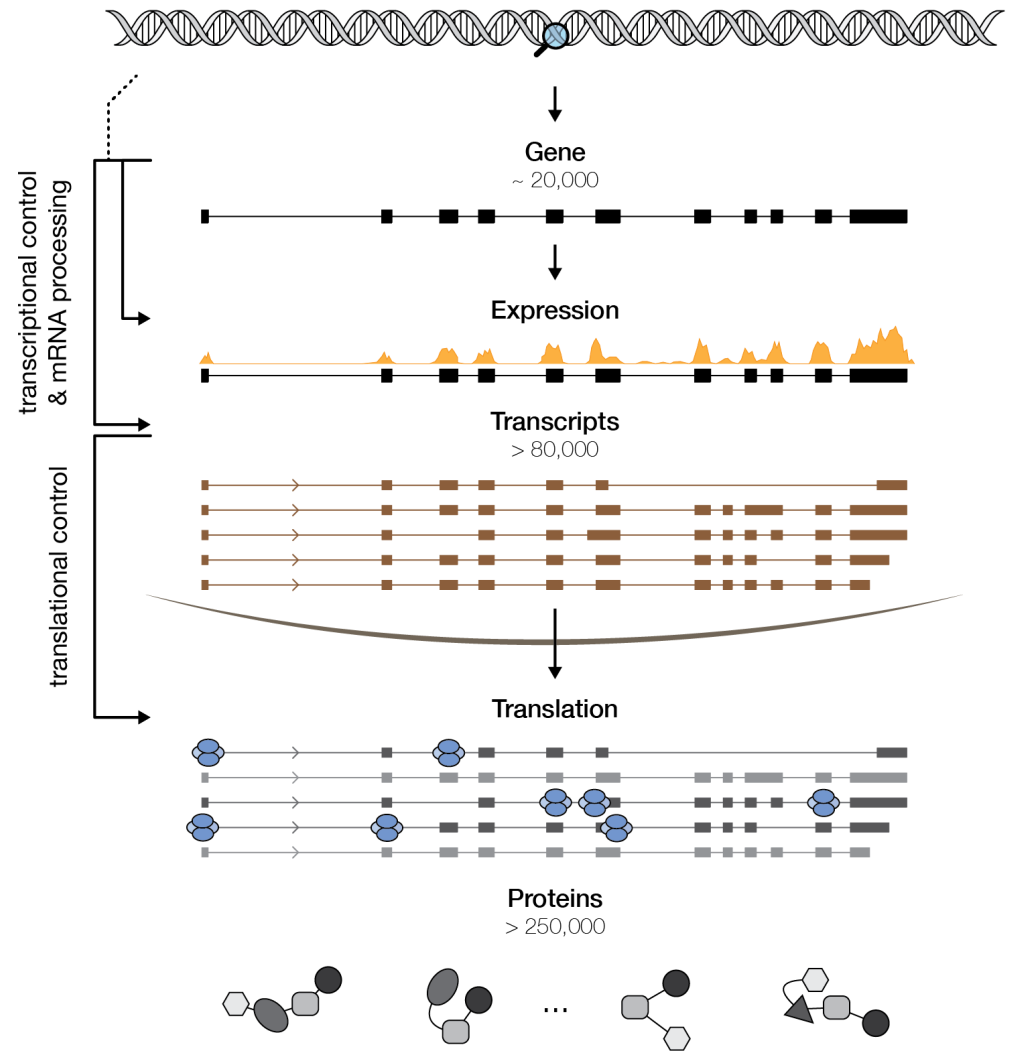 Gene
~ 20,000
transcriptional control
& mRNA processing
Expression
Transcripts
> 80,000
translational control
Translation
Proteins
> 250,000
...